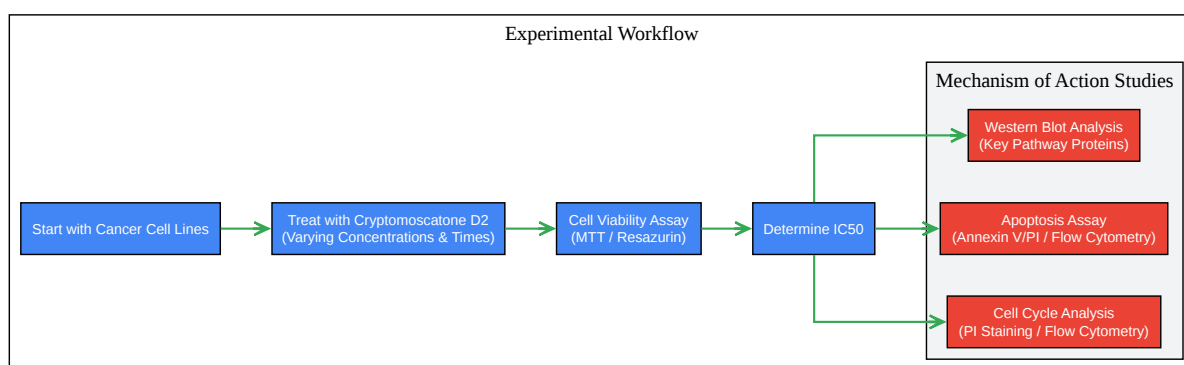 Experimental Workflow
Mechanism of Action Studies
Western Blot Analysis
(Key Pathway Proteins)
Start with Cancer Cell Lines
Treat with Cryptomoscatone D2
(Varying Concentrations & Times)
Cell Viability Assay
(MTT / Resazurin)
Determine IC50
Apoptosis Assay
(Annexin V/PI / Flow Cytometry)
Cell Cycle Analysis
(PI Staining / Flow Cytometry)